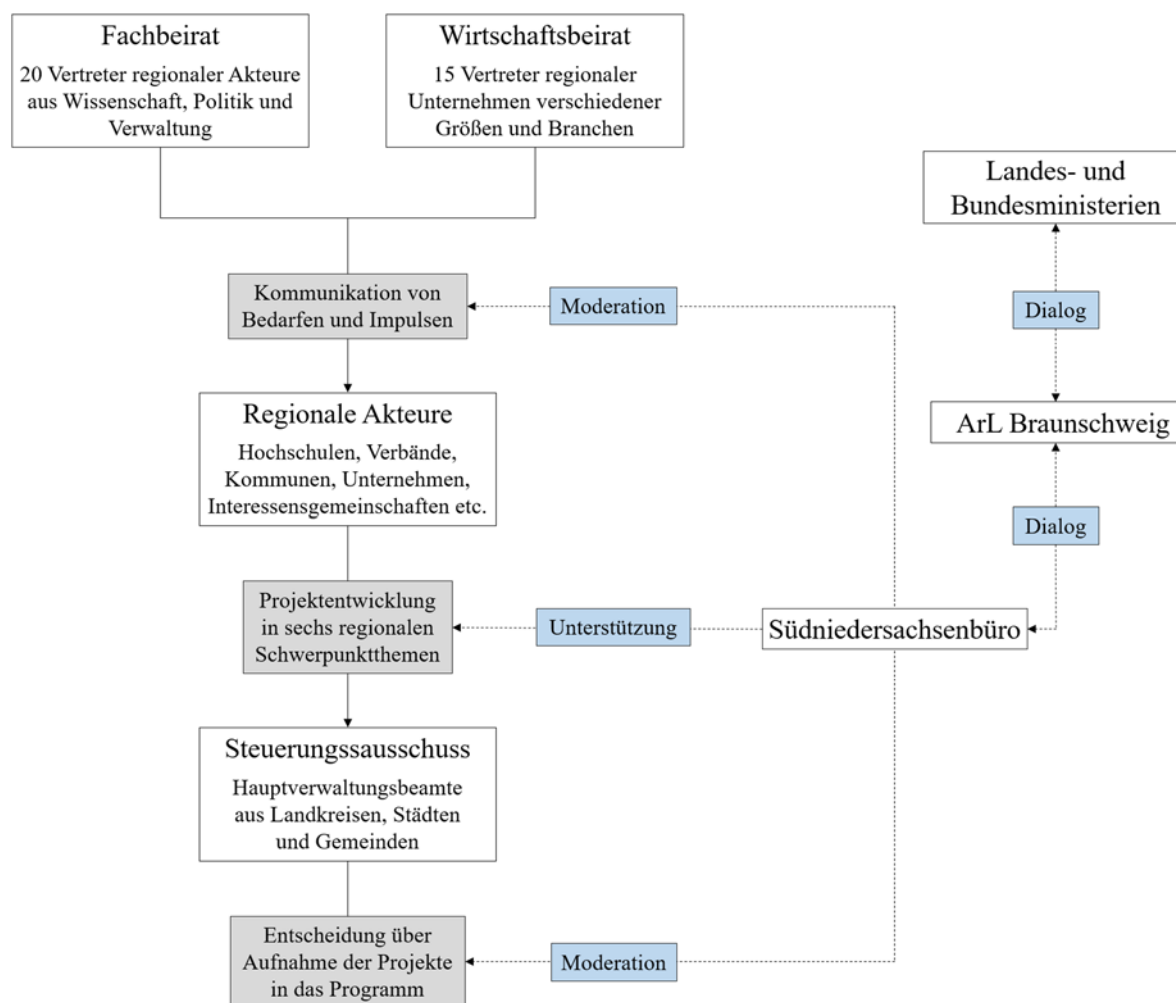 Fachbeirat
20 Vertreter regionaler Akteure
aus Wissenschaft, Politik und
Verwaltung
Wirtschaftsbeirat
15 Vertreter regionaler
Unternehmen verschiedener
Größen und Branchen
Landes- und
Bundesministerien
Kommunikation von
Bedarfen und Impulsen
Moderation
Dialog
Regionale Akteure
Hochschulen, Verbände,
Kommunen, Unternehmen,
Interessensgemeinschaften etc.
ArL Braunschweig
Dialog
Projektentwicklung
in sechs regionalen
Schwerpunktthemen
Unterstützung
Südniedersachsenbüro
Steuerungssausschuss
Hauptverwaltungsbeamte
aus Landkreisen, Städten
und Gemeinden
Entscheidung über
Aufnahme der Projekte
in das Programm
Moderation